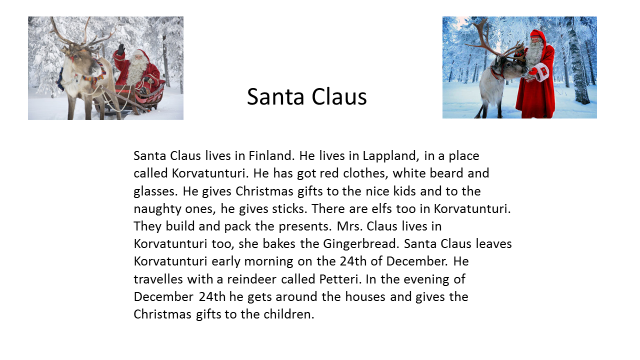 Santa Claus
Santa Claus lives in Finland. He lives in Lappland, in a place
called Korvatunturi. He has got red clothes, white beard and
glasses. He gives Christmas gifts to the nice kids and to the
naughty ones, he gives sticks. There are elfs too in Korvatunturi.
They build and pack the presents. Mrs. Claus lives in
Korvatunturi too, she bakes the Gingerbread. Santa Claus leaves
Korvatunturi early morning on the 24th of December. He
travelles with a reindeer called Petteri. In the evening of
December 24th he gets around the houses and gives the
Christmas gifts to the children.